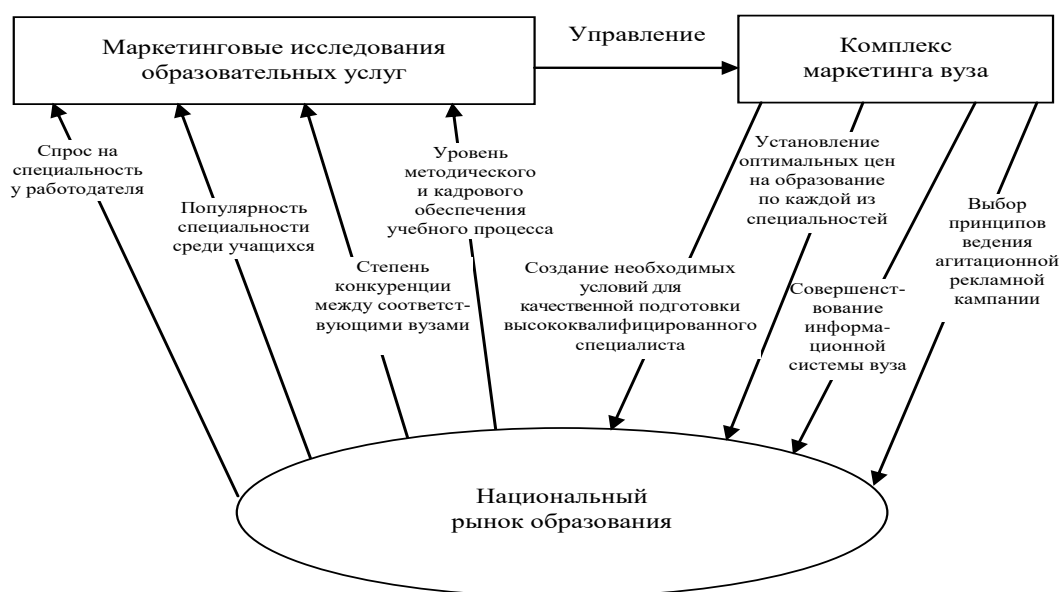 Маркетинговые исследования
образовательных услуг
Управление
Комплекс
маркетинга вуза
Спрос на
специальность
у работодателя
Популярность
специальности
среди учащихся
Степень
конкуренции
между соответст-
вующими вузами
Уровень
методического
и кадрового
обеспечения
учебного процесса
Создание необходимых
условий для
качественной подготовки
высококвалифицированного
специалиста
Установление
оптимальных цен
на образование
по каждой из
специальностей
Совершенст-
вование
информа-
ционной
системы вуза
Выбор
принципов
ведения
агитационной
рекламной
кампании
Национальный
рынок образования